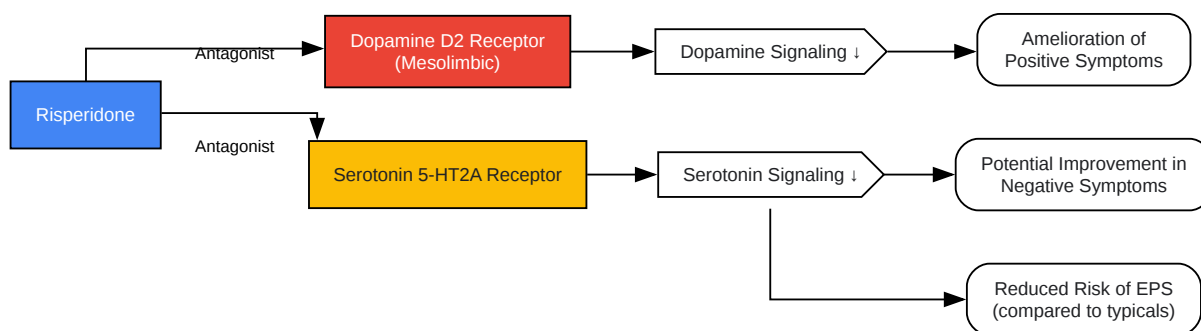 Antagonist
Dopamine D2 Receptor
(Mesolimbic)
Dopamine Signaling ↓
Amelioration of
Positive Symptoms
Risperidone
Antagonist
Serotonin 5-HT2A Receptor
Serotonin Signaling ↓
Potential Improvement in
Negative Symptoms
Reduced Risk of EPS
(compared to typicals)